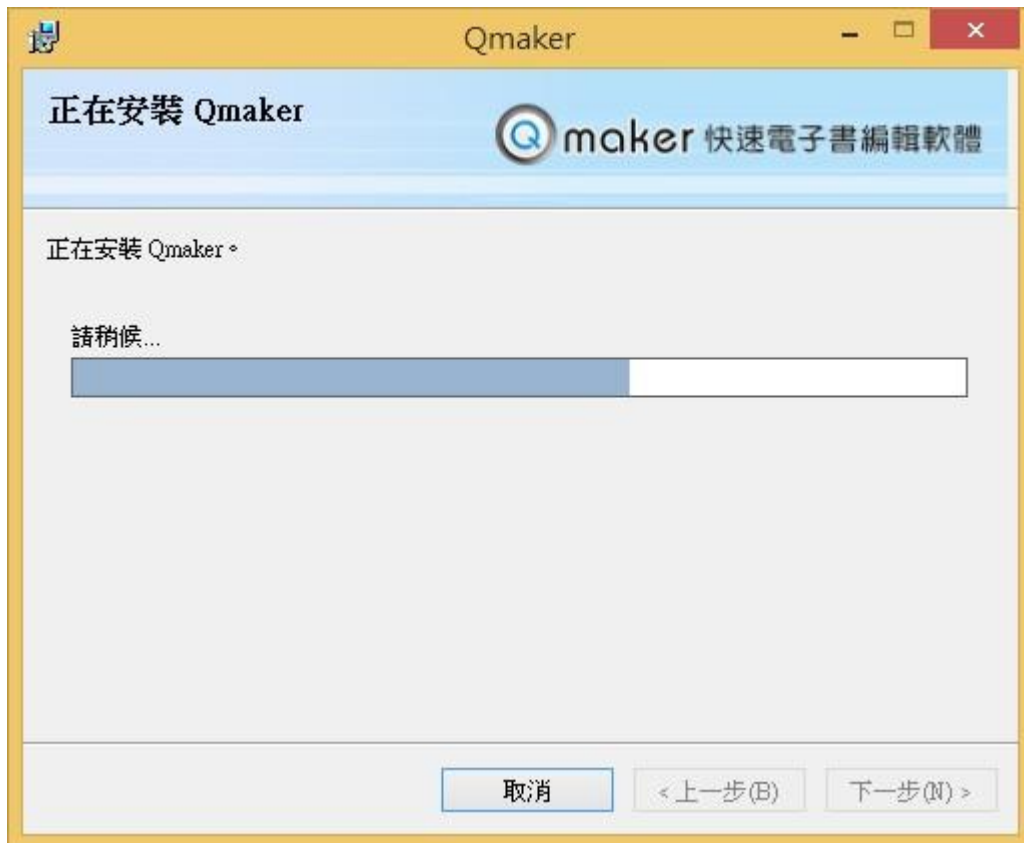 Qmaker
正在安裝 Qmaker
Q maker 快速電子書編輯軟體
正在安裝 Qmaker。
請稍候...
取消
< 上一步(B)
下一步(N) >